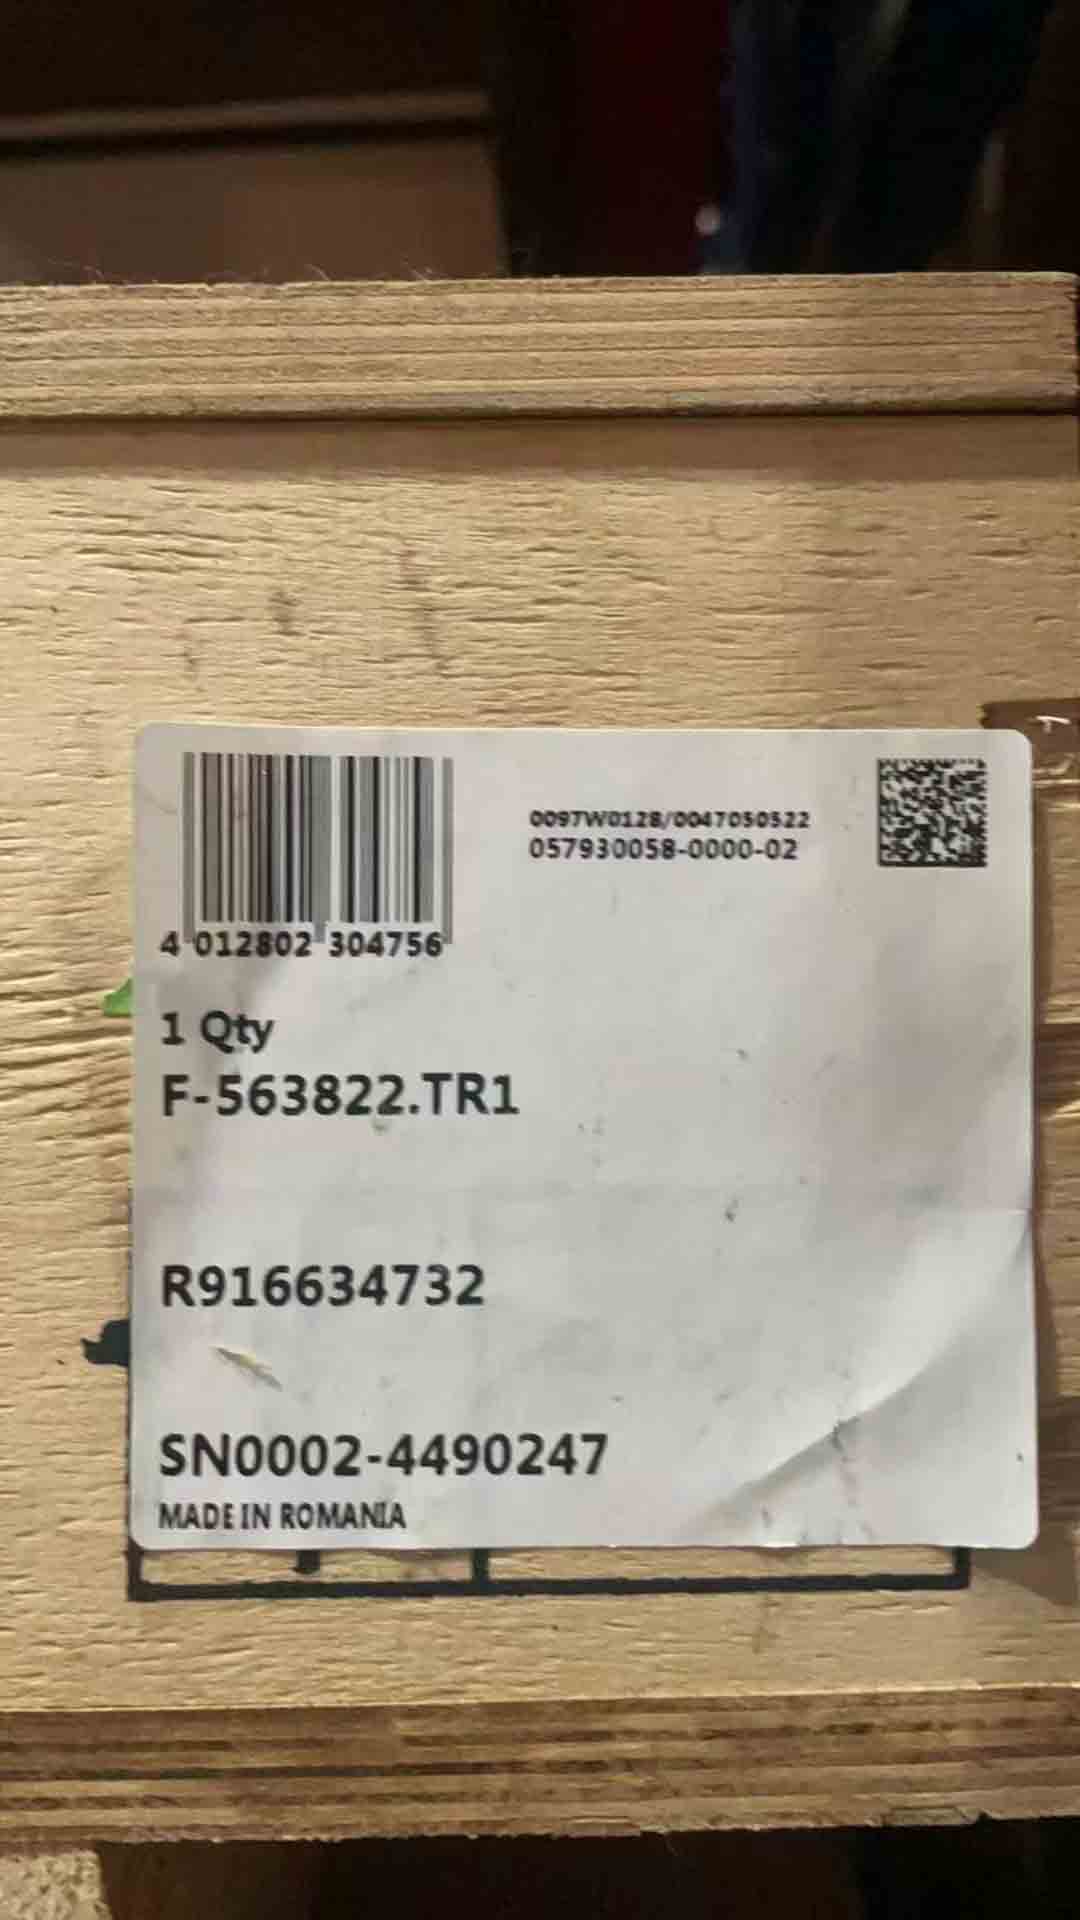 0097W0128/0047050522
057930058-0000-02
4 012802 304756
1 Qty
F-563822.TR1
R916634732
SN0002-4490247
MADE IN ROMANIA